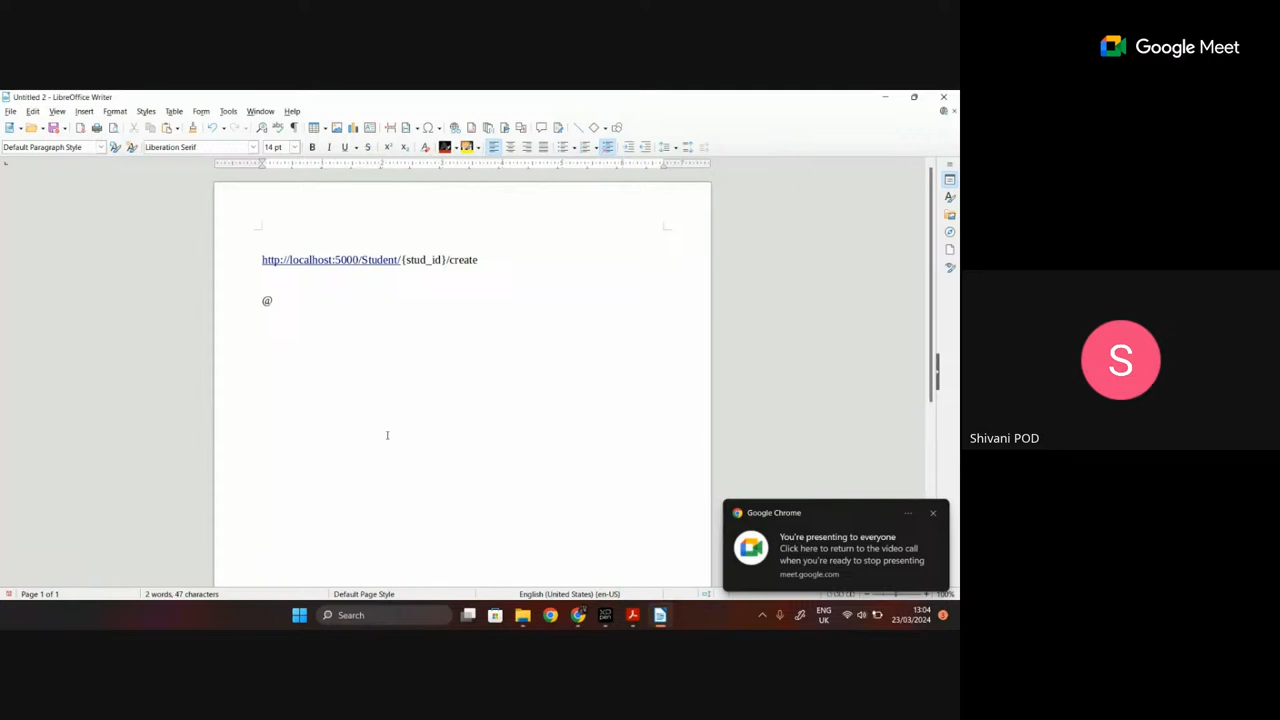 Google Meet
Untitled 2 - LibreOffice Writer
File Edit View Insert Format Styles Table Form Tools Window Help
Default Paragraph Style Liberation Serif 14 pt
http://localhost:5000/Student/{stud_id}/create
@
Shivani POD
Google Chrome
You're presenting to everyone
Click here to return to the video call
when you're ready to stop presenting
meet.google.com
Page 1 of 1 2 words, 47 characters Default Page Style English (United States) {en-US} 100%
Search
ENG
UK
13:04
23/03/2024